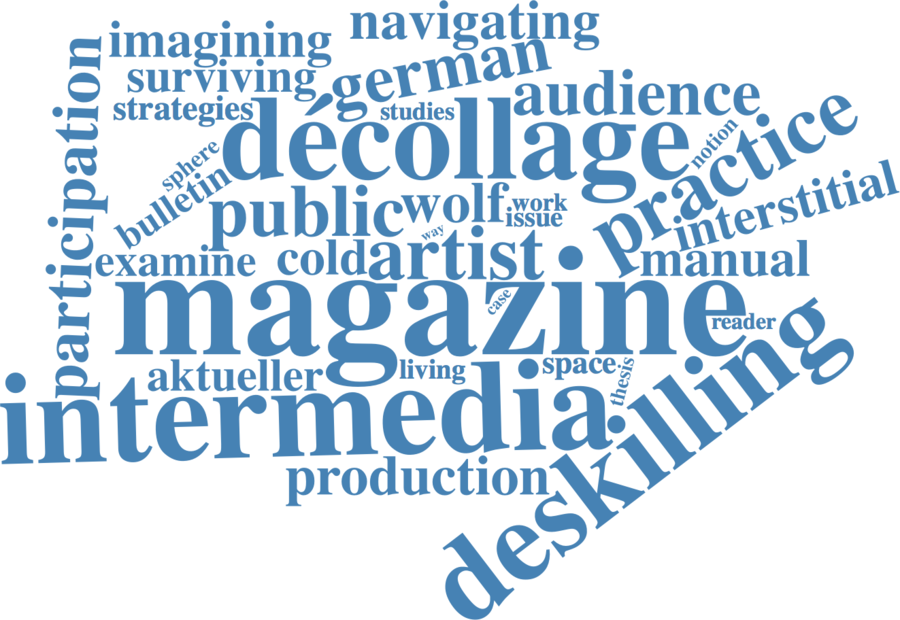 navigating
imagining
german
surviving
strategies
studies
audience
participation
décollage
practice
notion
sphere
bulletin
public
wolf
work
issue
interstitial
way
examine
cold
artist
manual
magazine
case
reader
aktueller
living
space
thesis
intermedia
deskilling
production